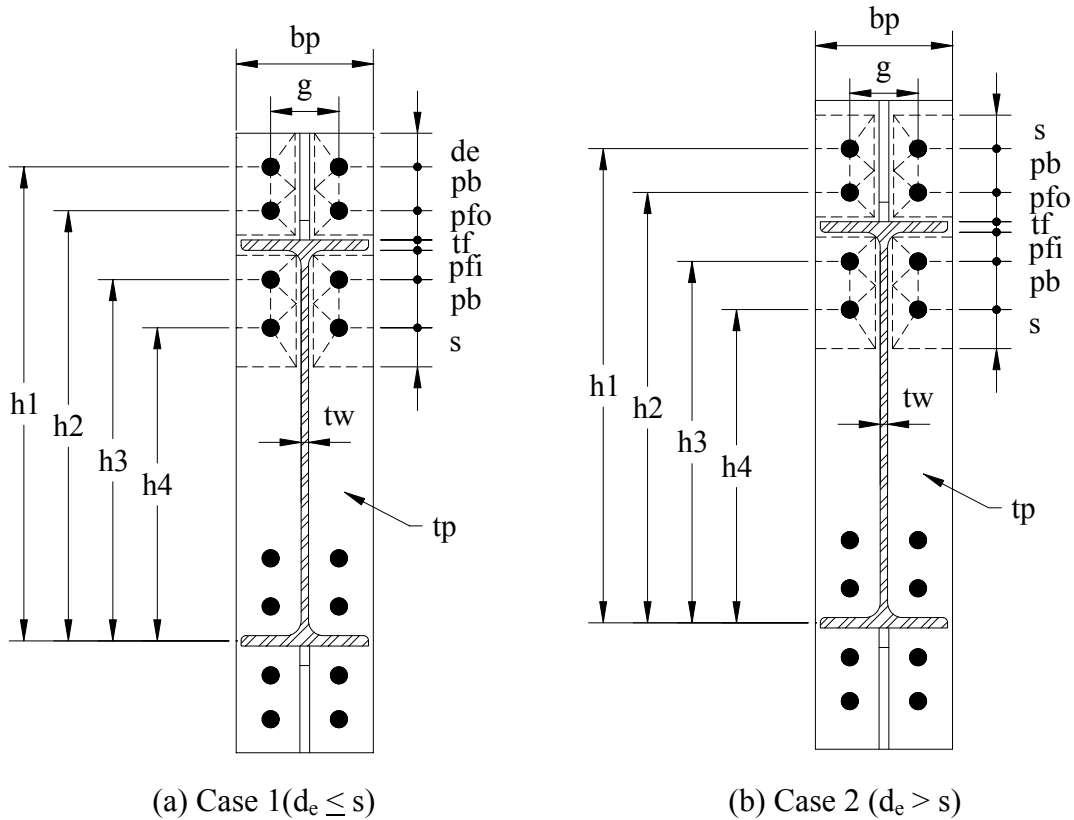 bp
g
de
pb
pfo
tf
pfi
pb
s
h1
h2
h3
h4
tw
tp
(a) Case 1(de ≤ s)
bp
g
s
pb
pfo
tf
pfi
pb
s
h1
h2
h3
h4
tw
tp
(b) Case 2 (de > s)